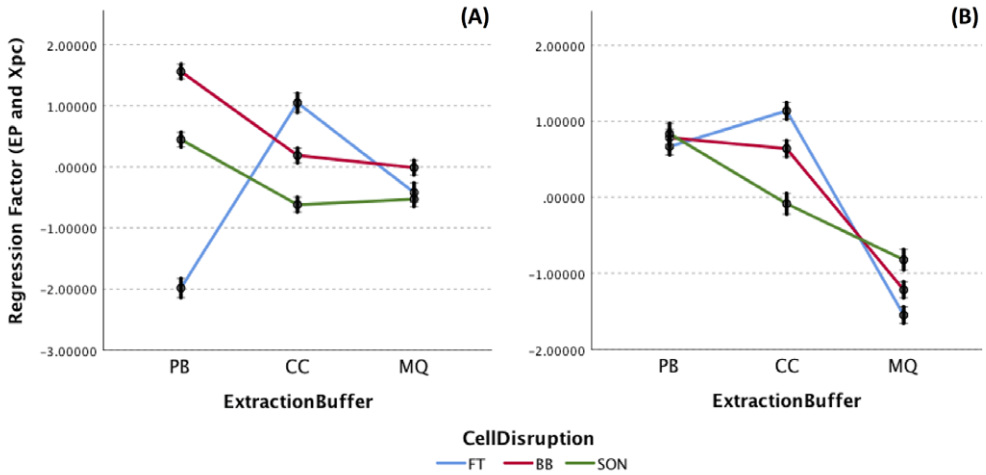 (A)
(B)
Regression Factor (EP and Xpc)
2.00000
1.00000
.00000
-1.00000
-2.00000
-3.00000
PB CC MQ
ExtractionBuffer
2.00000
1.00000
.00000
-1.00000
-2.00000
PB CC MQ
ExtractionBuffer
CellDisruption
FT BB SON